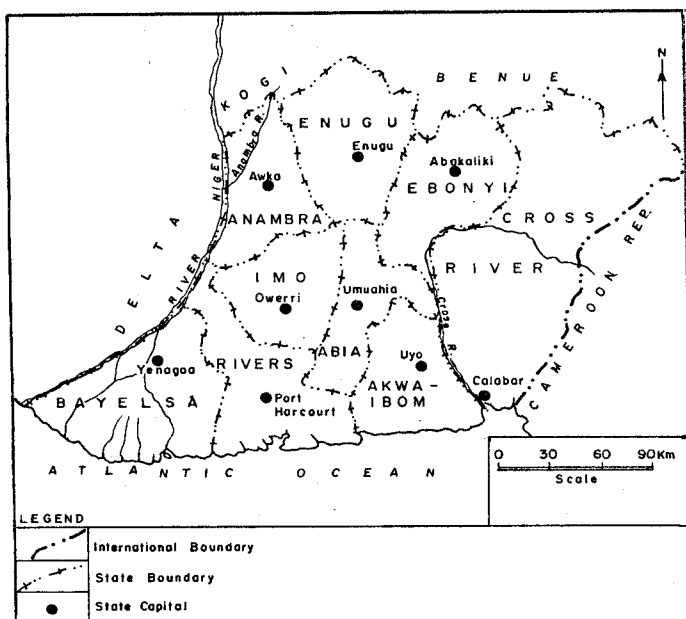 KOGI
BENUE
N
ENUGU
Enugu
Anambra R.
NIGER
Awka
Abakaliki
EBONYI
ANAMBRA
CROSS
RIVER
DELTA
RIVER
IMO
Owerri
Umuahia
Cross R.
CAMEROON REP.
ABIA
Uyo
Yenagoa
RIVERS
AKWA-
IBOM
Calabar
BAYELSA
Port
Harcourt
ATLANTIC OCEAN
0 30 60 90Km
Scale
LEGEND
International Boundary
State Boundary
State Capital